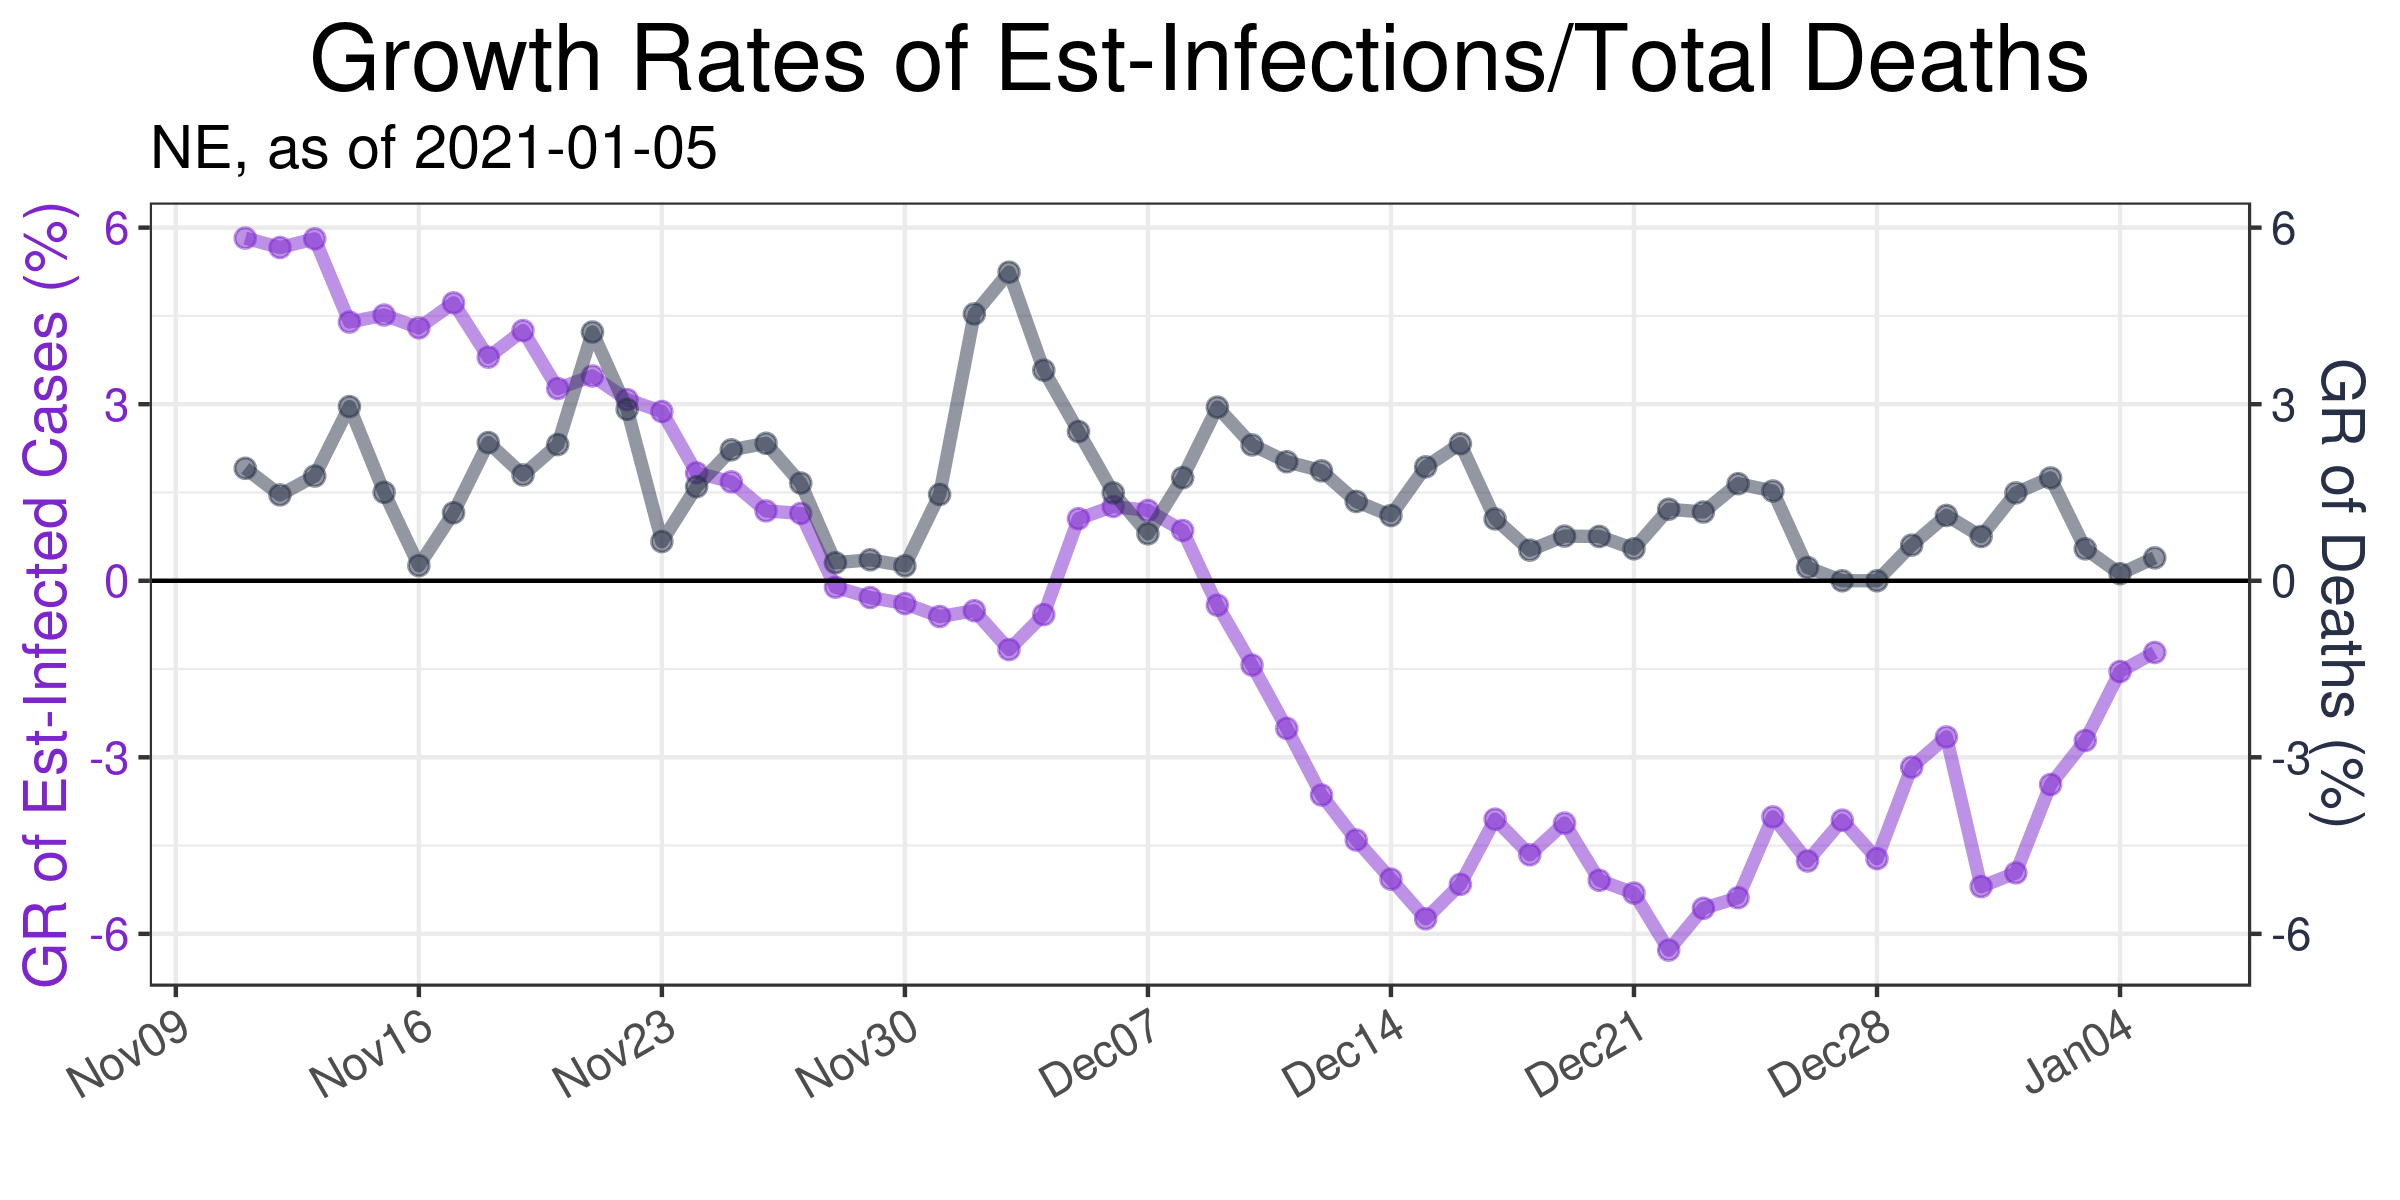 Growth Rates of Est-Infections/Total Deaths
NE, as of 2021-01-05
GR of Est-Infected Cases (%)
6
3
0
-3
-6
6
3
0
-3
-6
GR of Deaths (%)
Nov09
Nov16
Nov23
Nov30
Dec07
Dec14
Dec21
Dec28
Jan04